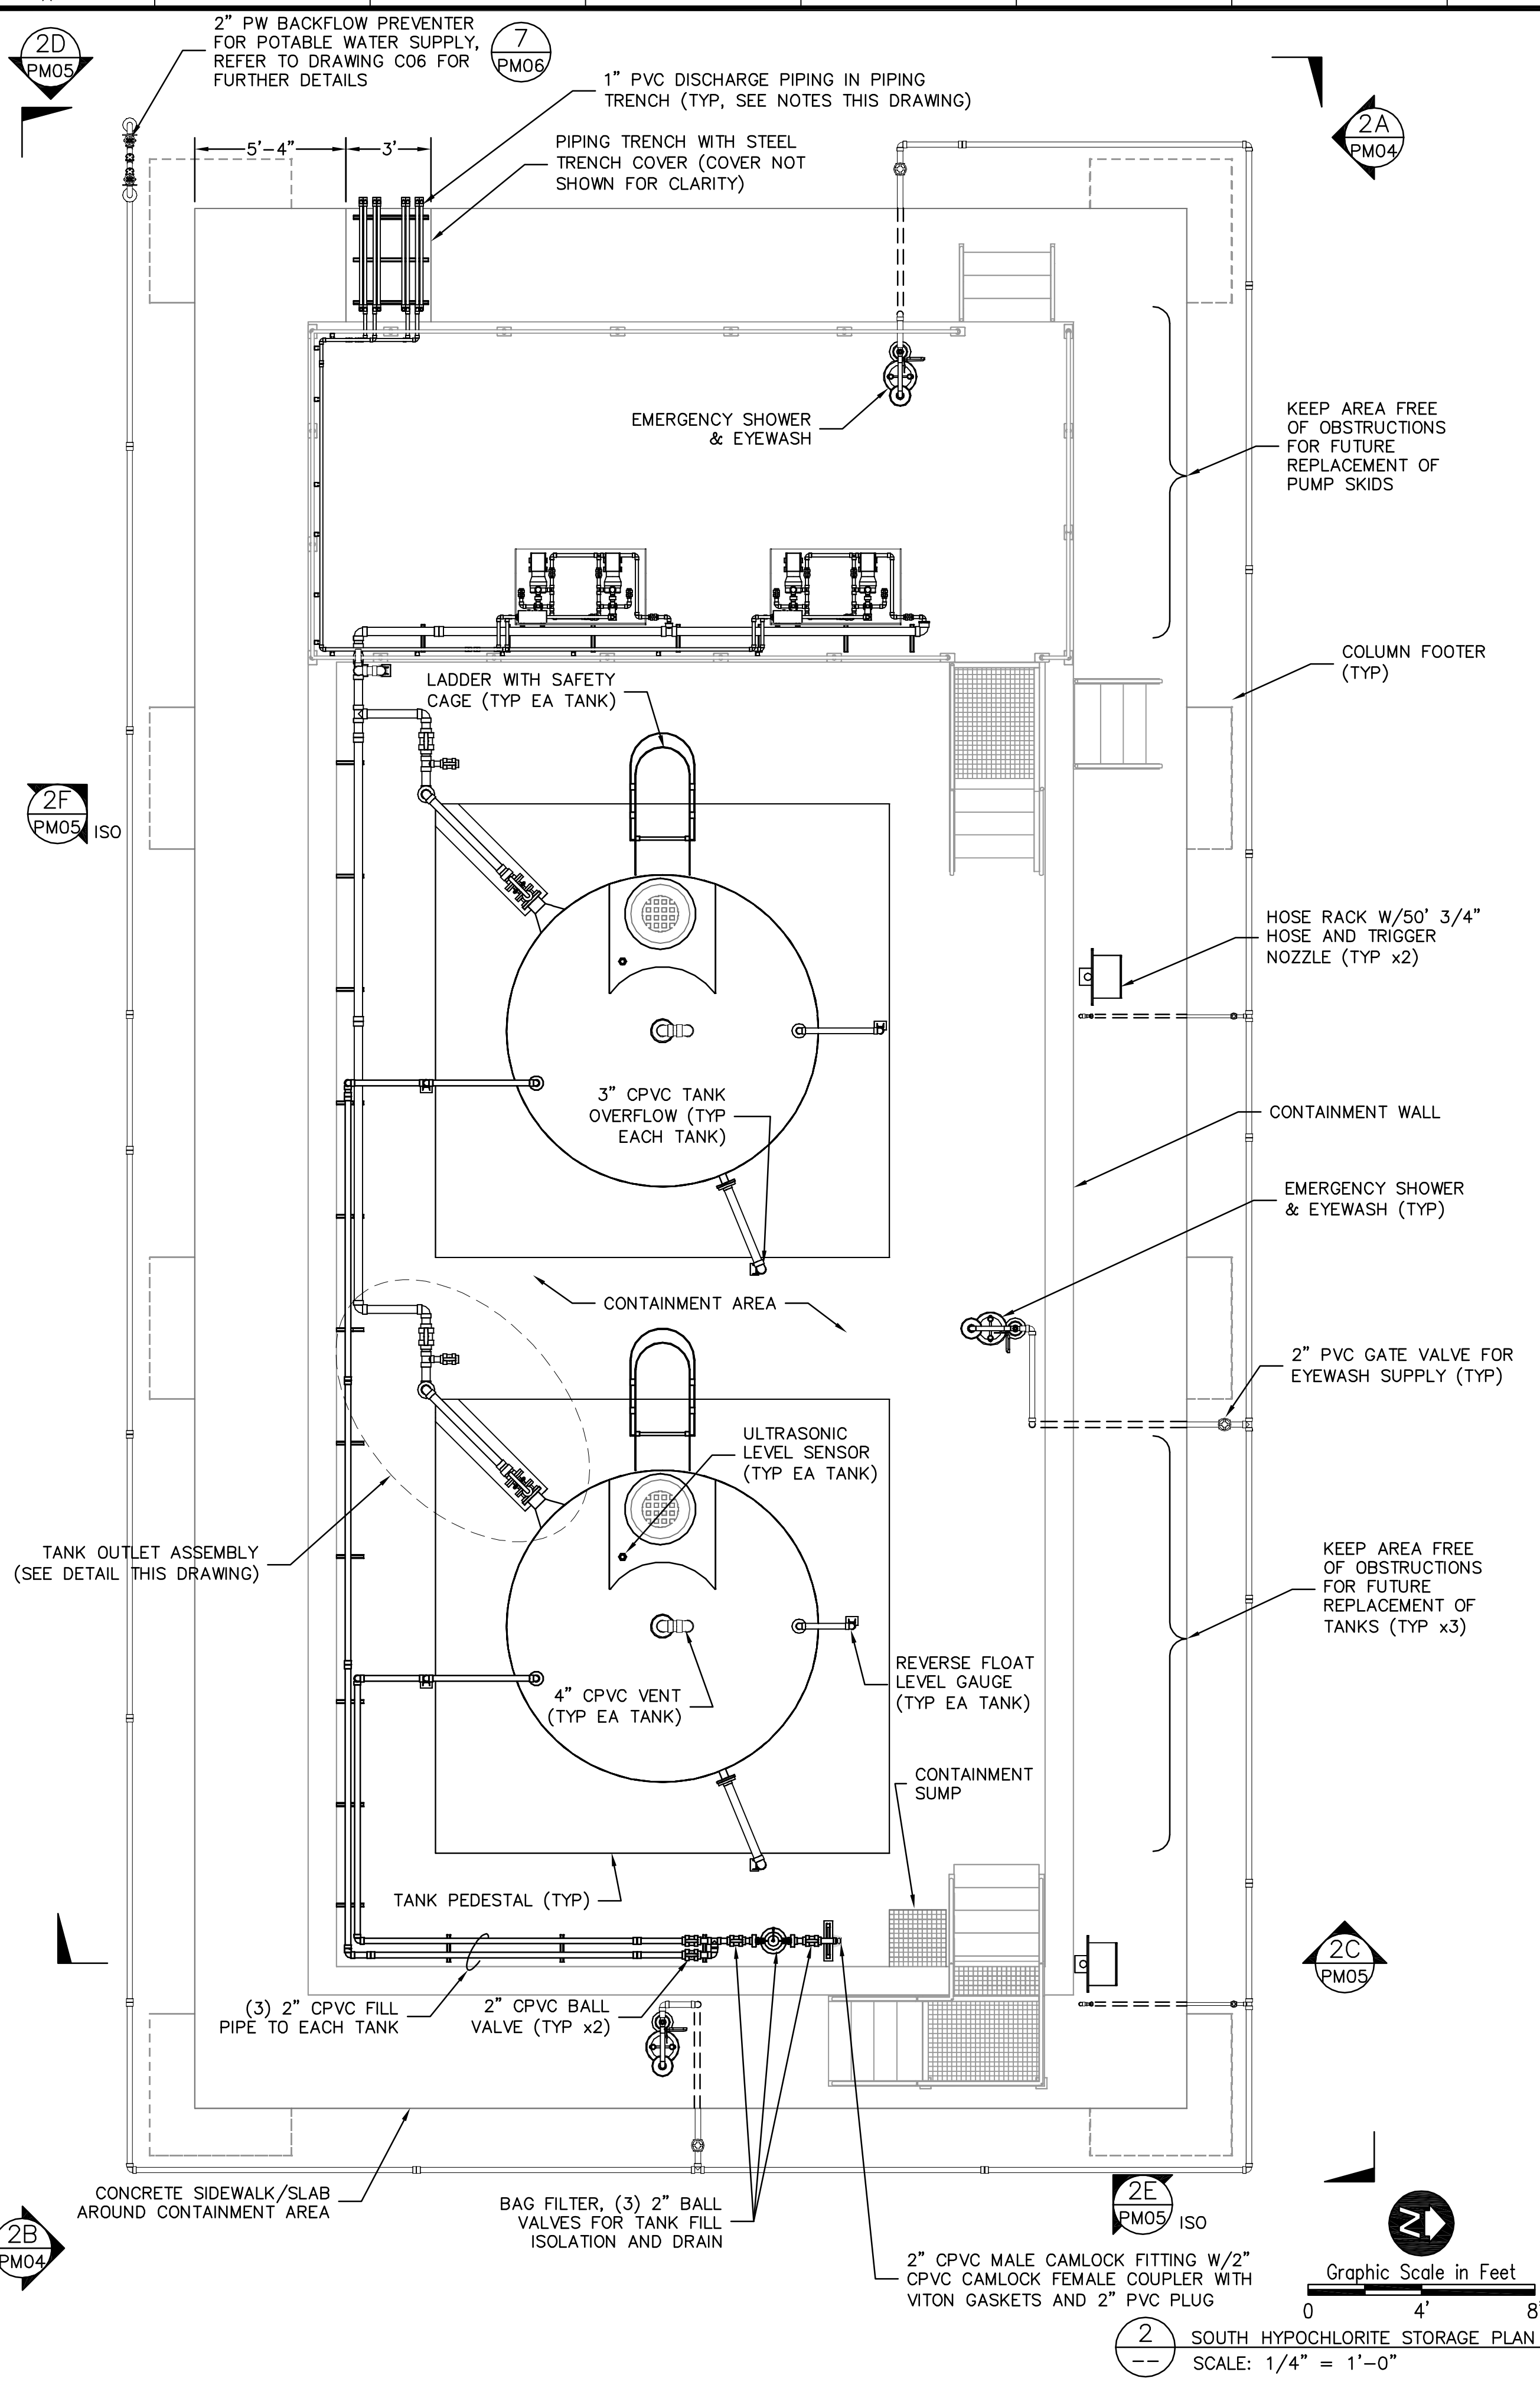 2D
PM05
2” PW BACKFLOW PREVENTER
FOR POTABLE WATER SUPPLY,
REFER TO DRAWING C06 FOR
FURTHER DETAILS
7
PM06
1” PVC DISCHARGE PIPING IN PIPING
TRENCH (TYP, SEE NOTES THIS DRAWING)
2A
PM04
5’-4”
3’
PIPING TRENCH WITH STEEL
TRENCH COVER (COVER NOT
SHOWN FOR CLARITY)
EMERGENCY SHOWER
& EYEWASH
KEEP AREA FREE
OF OBSTRUCTIONS
FOR FUTURE
REPLACEMENT OF
PUMP SKIDS
COLUMN FOOTER
(TYP)
LADDER WITH SAFETY
CAGE (TYP EA TANK)
2F
PM05
ISO
HOSE RACK W/50’ 3/4”
HOSE AND TRIGGER
NOZZLE (TYP x2)
3” CPVC TANK
OVERFLOW (TYP
EACH TANK)
CONTAINMENT WALL
EMERGENCY SHOWER
& EYEWASH (TYP)
CONTAINMENT AREA
2” PVC GATE VALVE FOR
EYEWASH SUPPLY (TYP)
ULTRASONIC
LEVEL SENSOR
(TYP EA TANK)
TANK OUTLET ASSEMBLY
(SEE DETAIL THIS DRAWING)
KEEP AREA FREE
OF OBSTRUCTIONS
FOR FUTURE
REPLACEMENT OF
TANKS (TYP x3)
REVERSE FLOAT
LEVEL GAUGE
(TYP EA TANK)
4” CPVC VENT
(TYP EA TANK)
CONTAINMENT
SUMP
TANK PEDESTAL (TYP)
2C
PM05
(3) 2” CPVC FILL
PIPE TO EACH TANK
2” CPVC BALL
VALVE (TYP x2)
CONCRETE SIDEWALK/SLAB
AROUND CONTAINMENT AREA
BAG FILTER, (3) 2” BALL
VALVES FOR TANK FILL
ISOLATION AND DRAIN
2E
PM05
ISO
2B
PM04
2” CPVC MALE CAMLOCK FITTING W/2”
CPVC CAMLOCK FEMALE COUPLER WITH
VITON GASKETS AND 2” PVC PLUG
N
Graphic Scale in Feet
0 4’ 8’
2
--
SOUTH HYPOCHLORITE STORAGE PLAN
SCALE: 1/4” = 1’-0”